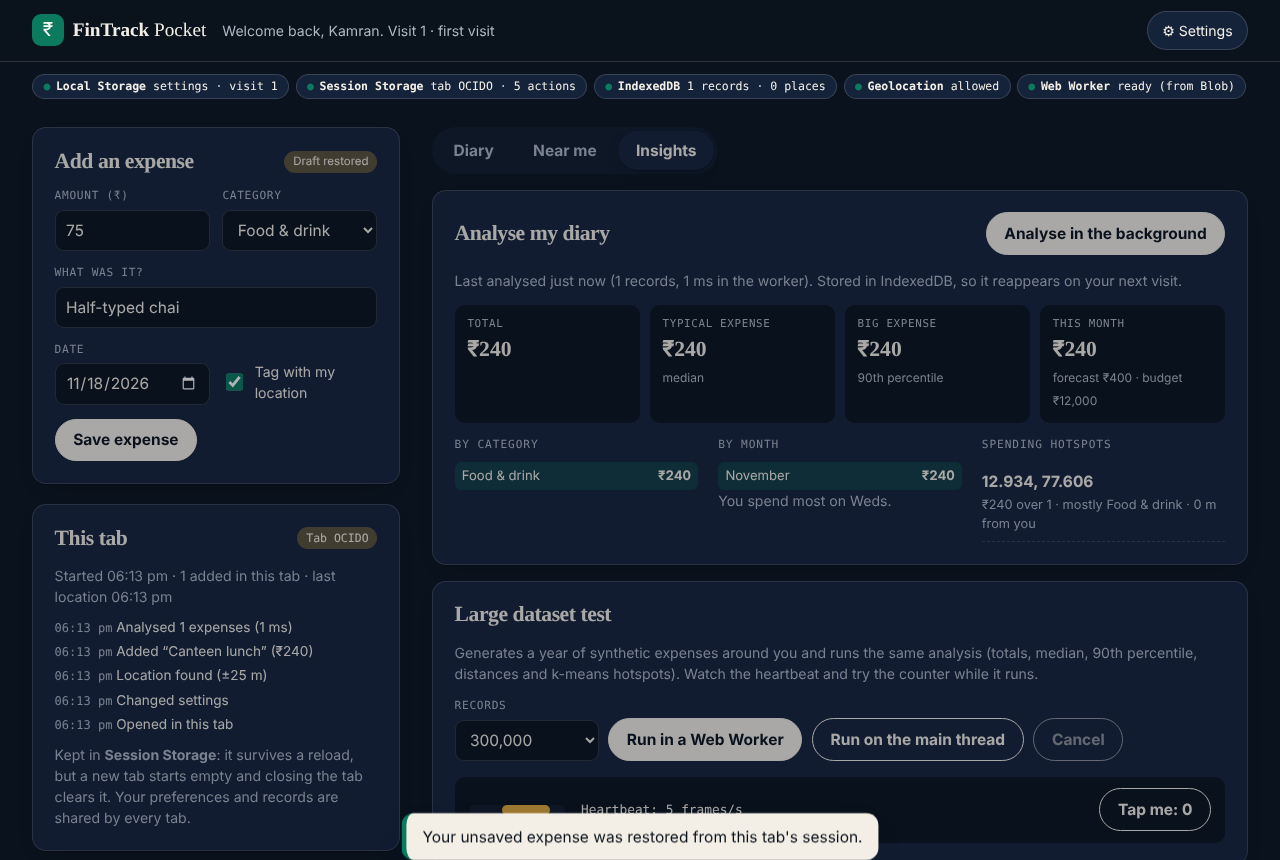 ₹ FinTrack Pocket Welcome back, Kamran. Visit 1 · first visit ⚙ Settings
Local Storage settings · visit 1 Session Storage tab OCIDO · 5 actions IndexedDB 1 records · 0 places Geolocation allowed Web Worker ready (from Blob)
Add an expense Draft restored
AMOUNT (₹) CATEGORY
75 Food & drink
WHAT WAS IT?
Half-typed chai
DATE
11/18/2026 Tag with my
location
Save expense
This tab Tab OCIDO
Started 06:13 pm · 1 added in this tab · last
location 06:13 pm
06:13 pm Analysed 1 expenses (1 ms)
06:13 pm Added “Canteen lunch” (₹240)
06:13 pm Location found (±25 m)
06:13 pm Changed settings
06:13 pm Opened in this tab
Kept in Session Storage: it survives a reload,
but a new tab starts empty and closing the tab
clears it. Your preferences and records are
shared by every tab.
Diary Near me Insights
Analyse my diary Analyse in the background
Last analysed just now (1 records, 1 ms in the worker). Stored in IndexedDB, so it reappears on your next visit.
TOTAL TYPICAL EXPENSE BIG EXPENSE THIS MONTH
₹240 ₹240 ₹240 ₹240
median 90th percentile forecast ₹400 · budget
₹12,000
BY CATEGORY BY MONTH SPENDING HOTSPOTS
Food & drink ₹240 November ₹240 12.934, 77.606
You spend most on Weds. ₹240 over 1 · mostly Food & drink · 0 m
from you
Large dataset test
Generates a year of synthetic expenses around you and runs the same analysis (totals, median, 90th percentile,
distances and k-means hotspots). Watch the heartbeat and try the counter while it runs.
RECORDS
300,000 Run in a Web Worker Run on the main thread Cancel
Heartbeat: 5 frames/s Tap me: 0
Your unsaved expense was restored from this tab's session.